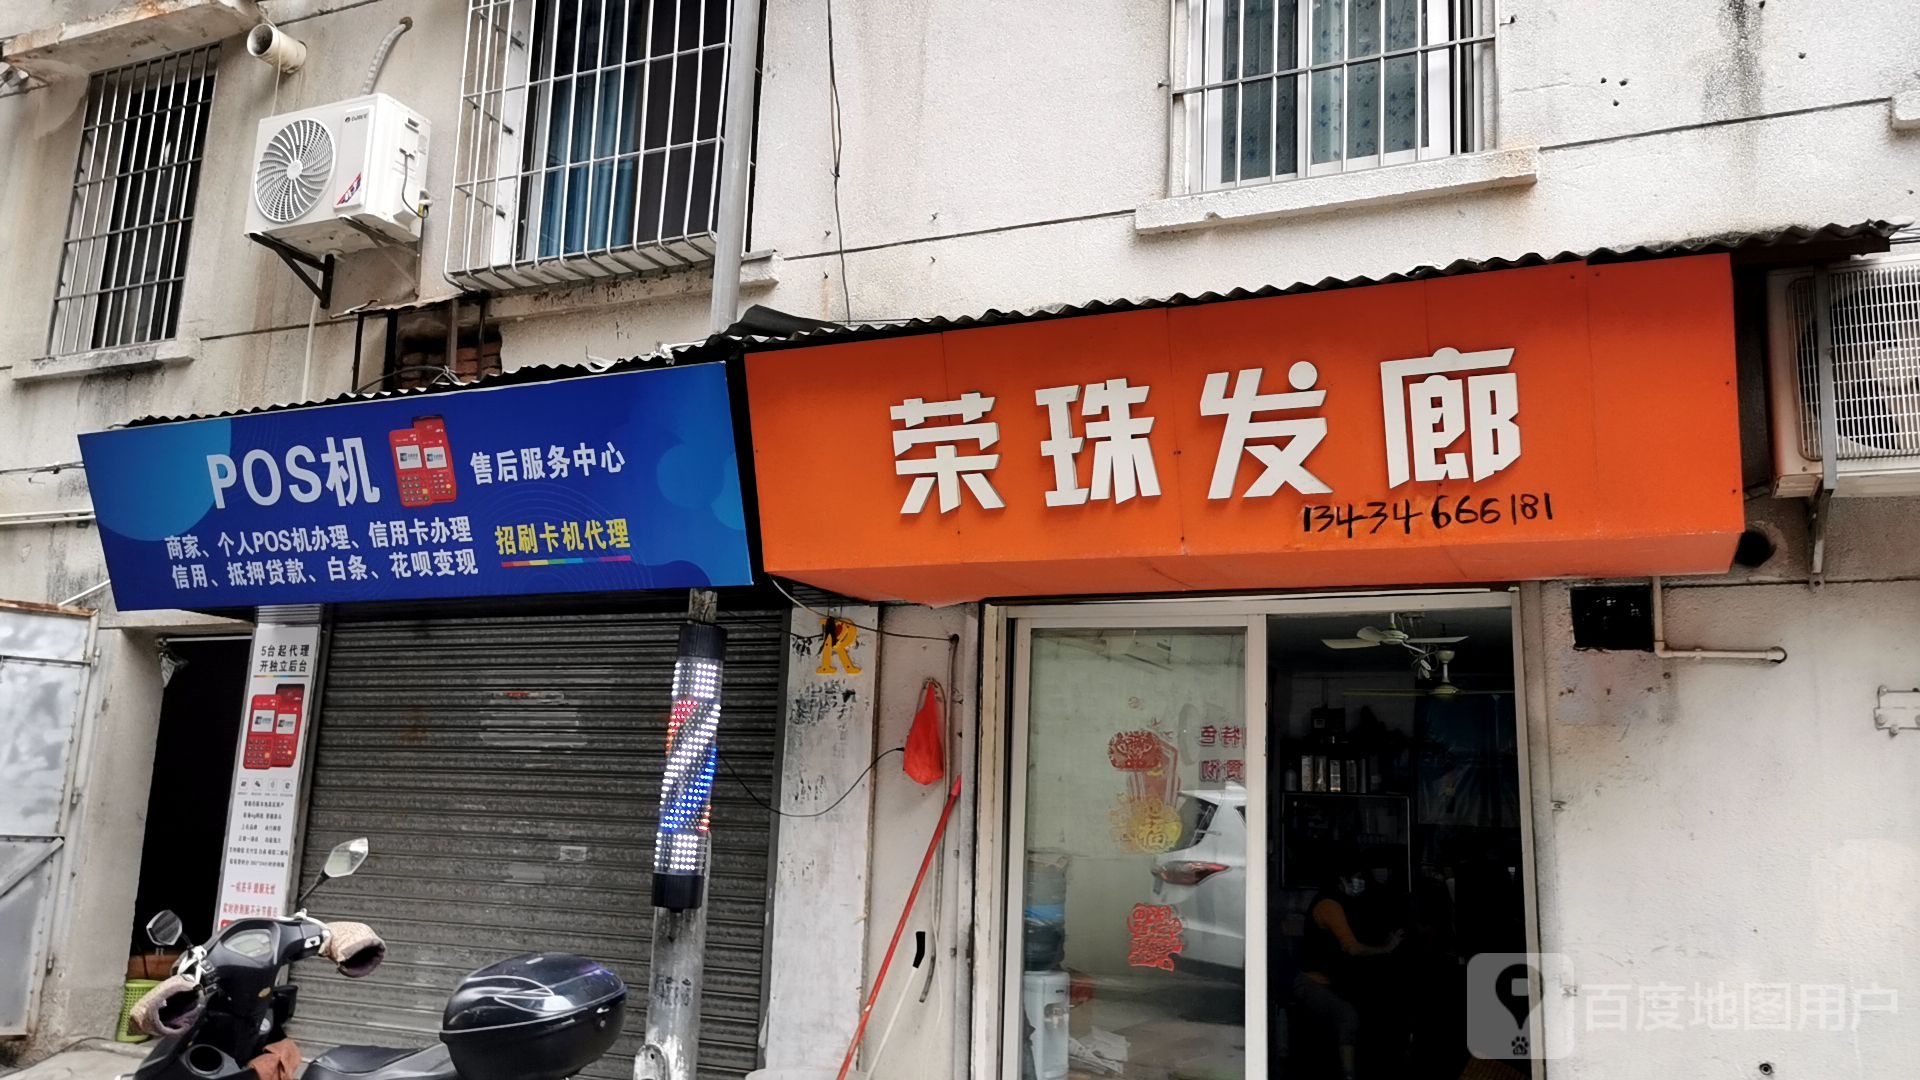 POS机
售后服务中心
商家、个人POS机办理、信用卡办理
信用、抵押贷款、白条、花呗变现
招刷卡机代理
荣珠发廊
13434666181
5台起代理
开独立后台
R
特色
百度地图用户